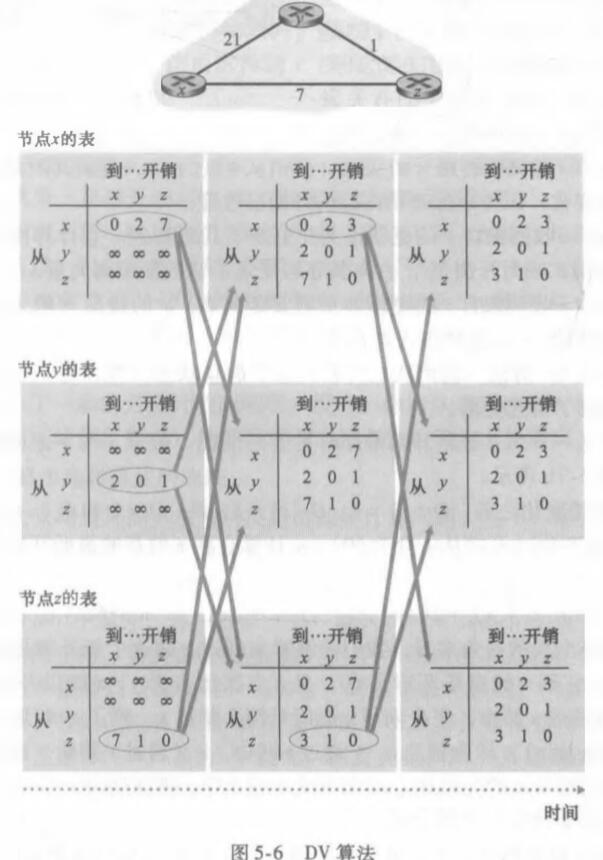 y
21 1
x z
7
节点x的表
到…开销 到…开销 到…开销
x y z x y z x y z
x 0 2 7 x 0 2 3 x 0 2 3
从 y ∞ ∞ ∞ 从 y 2 0 1 从 y 2 0 1
z ∞ ∞ ∞ z 7 1 0 z 3 1 0
节点y的表
到…开销 到…开销 到…开销
x y z x y z x y z
x ∞ ∞ ∞ x 0 2 7 x 0 2 3
从 y 2 0 1 从 y 2 0 1 从 y 2 0 1
z ∞ ∞ ∞ z 7 1 0 z 3 1 0
节点z的表
到…开销 到…开销 到…开销
x y z x y z x y z
x ∞ ∞ ∞ x 0 2 7 x 0 2 3
从 y ∞ ∞ ∞ 从 y 2 0 1 从 y 2 0 1
z 7 1 0 z 3 1 0 z 3 1 0
时间
图 5-6 DV 算法